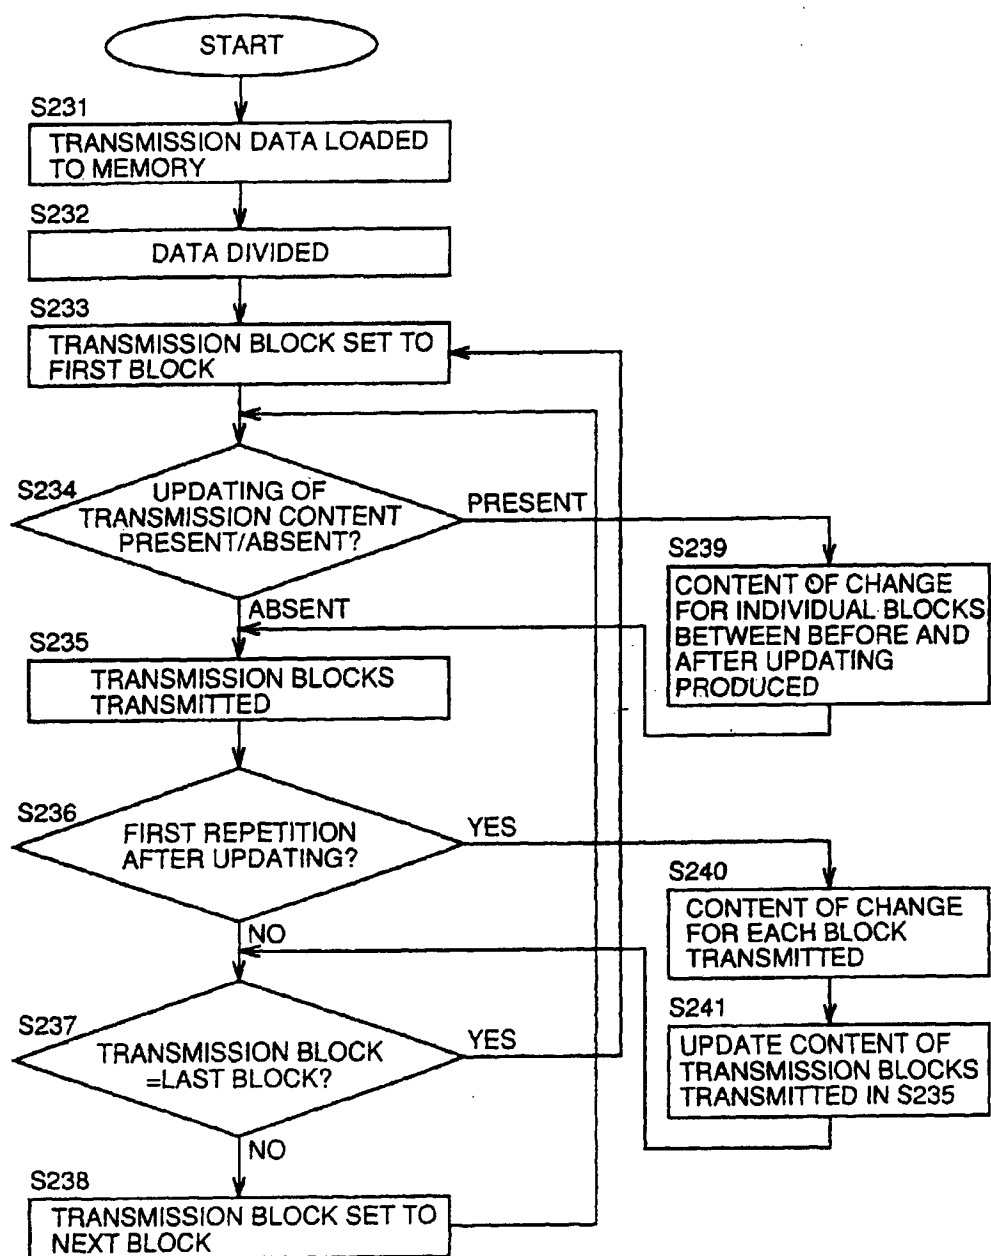 START
S231
TRANSMISSION DATA LOADED
TO MEMORY
S232
DATA DIVIDED
S233
TRANSMISSION BLOCK SET TO
FIRST BLOCK
S234
UPDATING OF
TRANSMISSION CONTENT
PRESENT/ABSENT?
PRESENT
ABSENT
S239
CONTENT OF CHANGE
FOR INDIVIDUAL BLOCKS
BETWEEN BEFORE AND
AFTER UPDATING
PRODUCED
S235
TRANSMISSION BLOCKS
TRANSMITTED
S236
FIRST REPETITION
AFTER UPDATING?
YES
NO
S240
CONTENT OF CHANGE
FOR EACH BLOCK
TRANSMITTED
S241
UPDATE CONTENT OF
TRANSMISSION BLOCKS
TRANSMITTED IN S235
S237
TRANSMISSION BLOCK
=LAST BLOCK?
YES
NO
S238
TRANSMISSION BLOCK SET TO
NEXT BLOCK